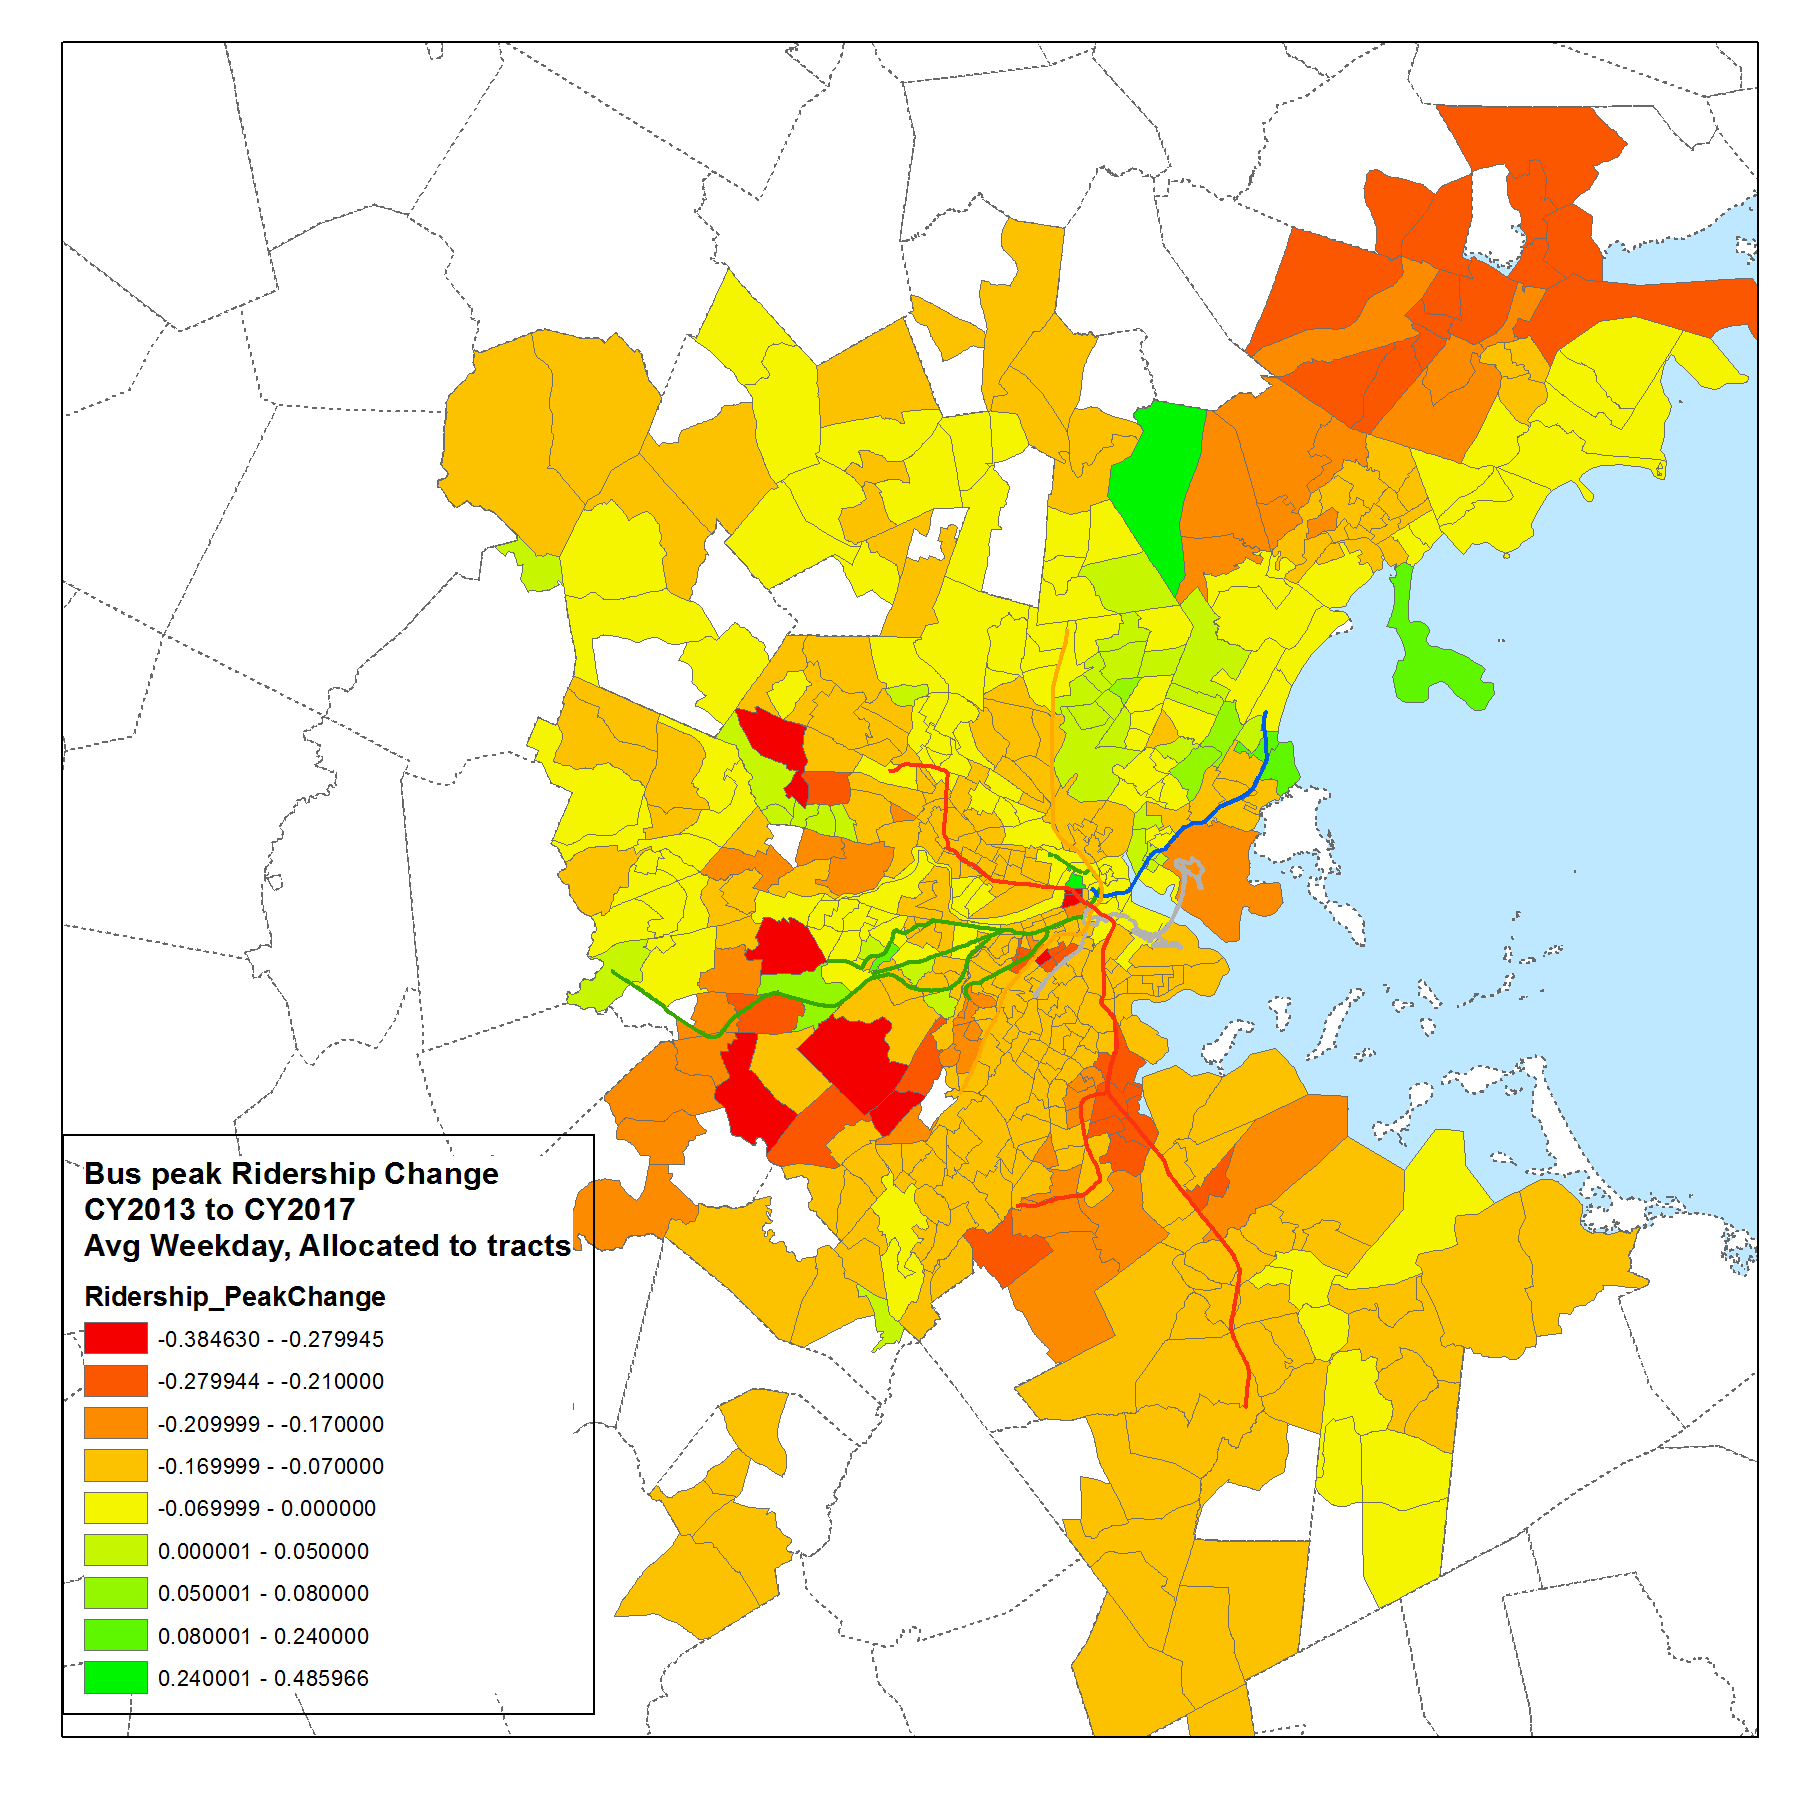 Bus peak Ridership Change
CY2013 to CY2017
Avg Weekday, Allocated to tracts
Ridership_PeakChange
-0.384630 - -0.279945
-0.279944 - -0.210000
-0.209999 - -0.170000
-0.169999 - -0.070000
-0.069999 - 0.000000
0.000001 - 0.050000
0.050001 - 0.080000
0.080001 - 0.240000
0.240001 - 0.485966